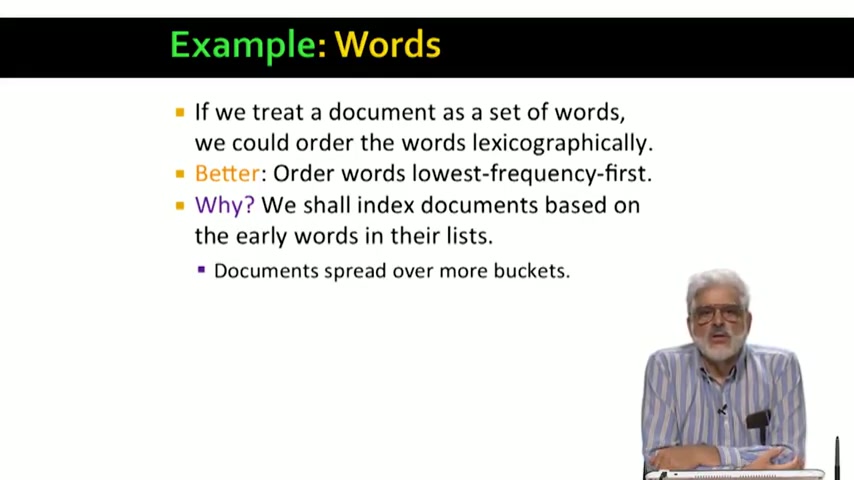 Example: Words
If we treat a document as a set of words,
we could order the words lexicographically.
Better: Order words lowest-frequency-first.
Why? We shall index documents based on
the early words in their lists.
Documents spread over more buckets.